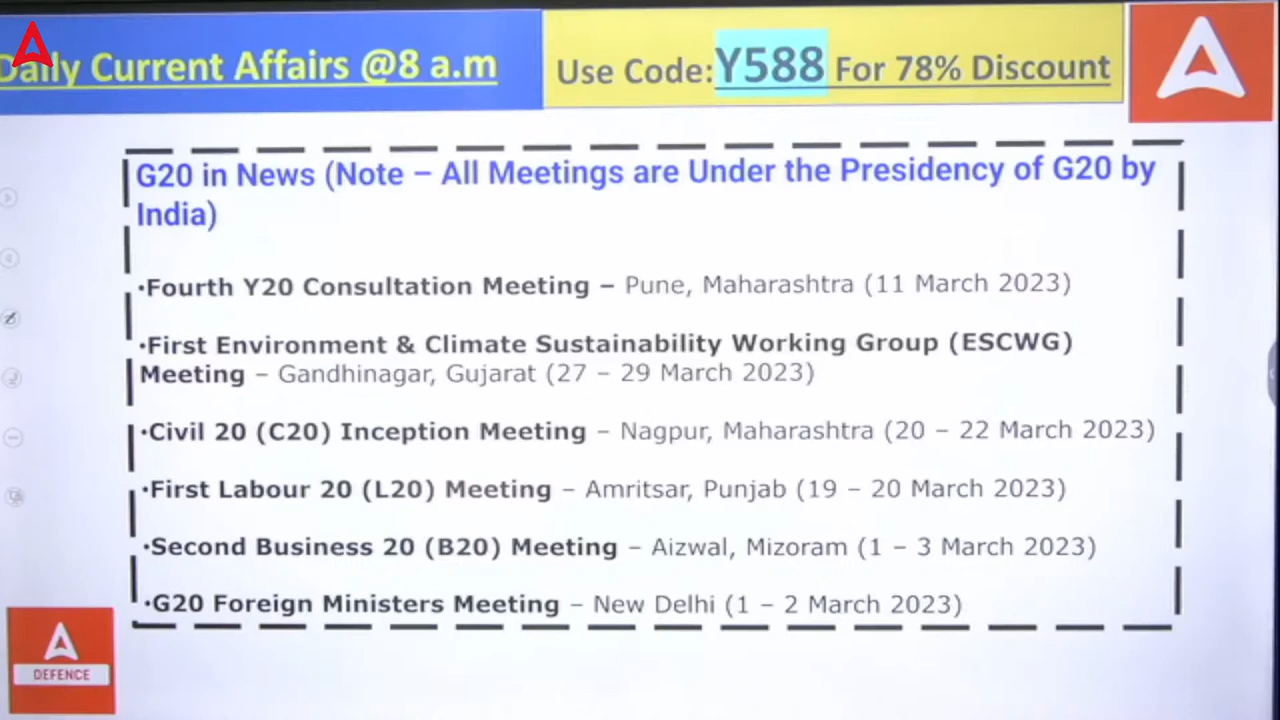 Daily Current Affairs @8 a.m
Use Code:Y588 For 78% Discount
G20 in News (Note – All Meetings are Under the Presidency of G20 by
India)
•Fourth Y20 Consultation Meeting – Pune, Maharashtra (11 March 2023)
•First Environment & Climate Sustainability Working Group (ESCWG)
Meeting – Gandhinagar, Gujarat (27 – 29 March 2023)
•Civil 20 (C20) Inception Meeting – Nagpur, Maharashtra (20 – 22 March 2023)
•First Labour 20 (L20) Meeting – Amritsar, Punjab (19 – 20 March 2023)
•Second Business 20 (B20) Meeting – Aizwal, Mizoram (1 – 3 March 2023)
•G20 Foreign Ministers Meeting – New Delhi (1 – 2 March 2023)
DEFENCE